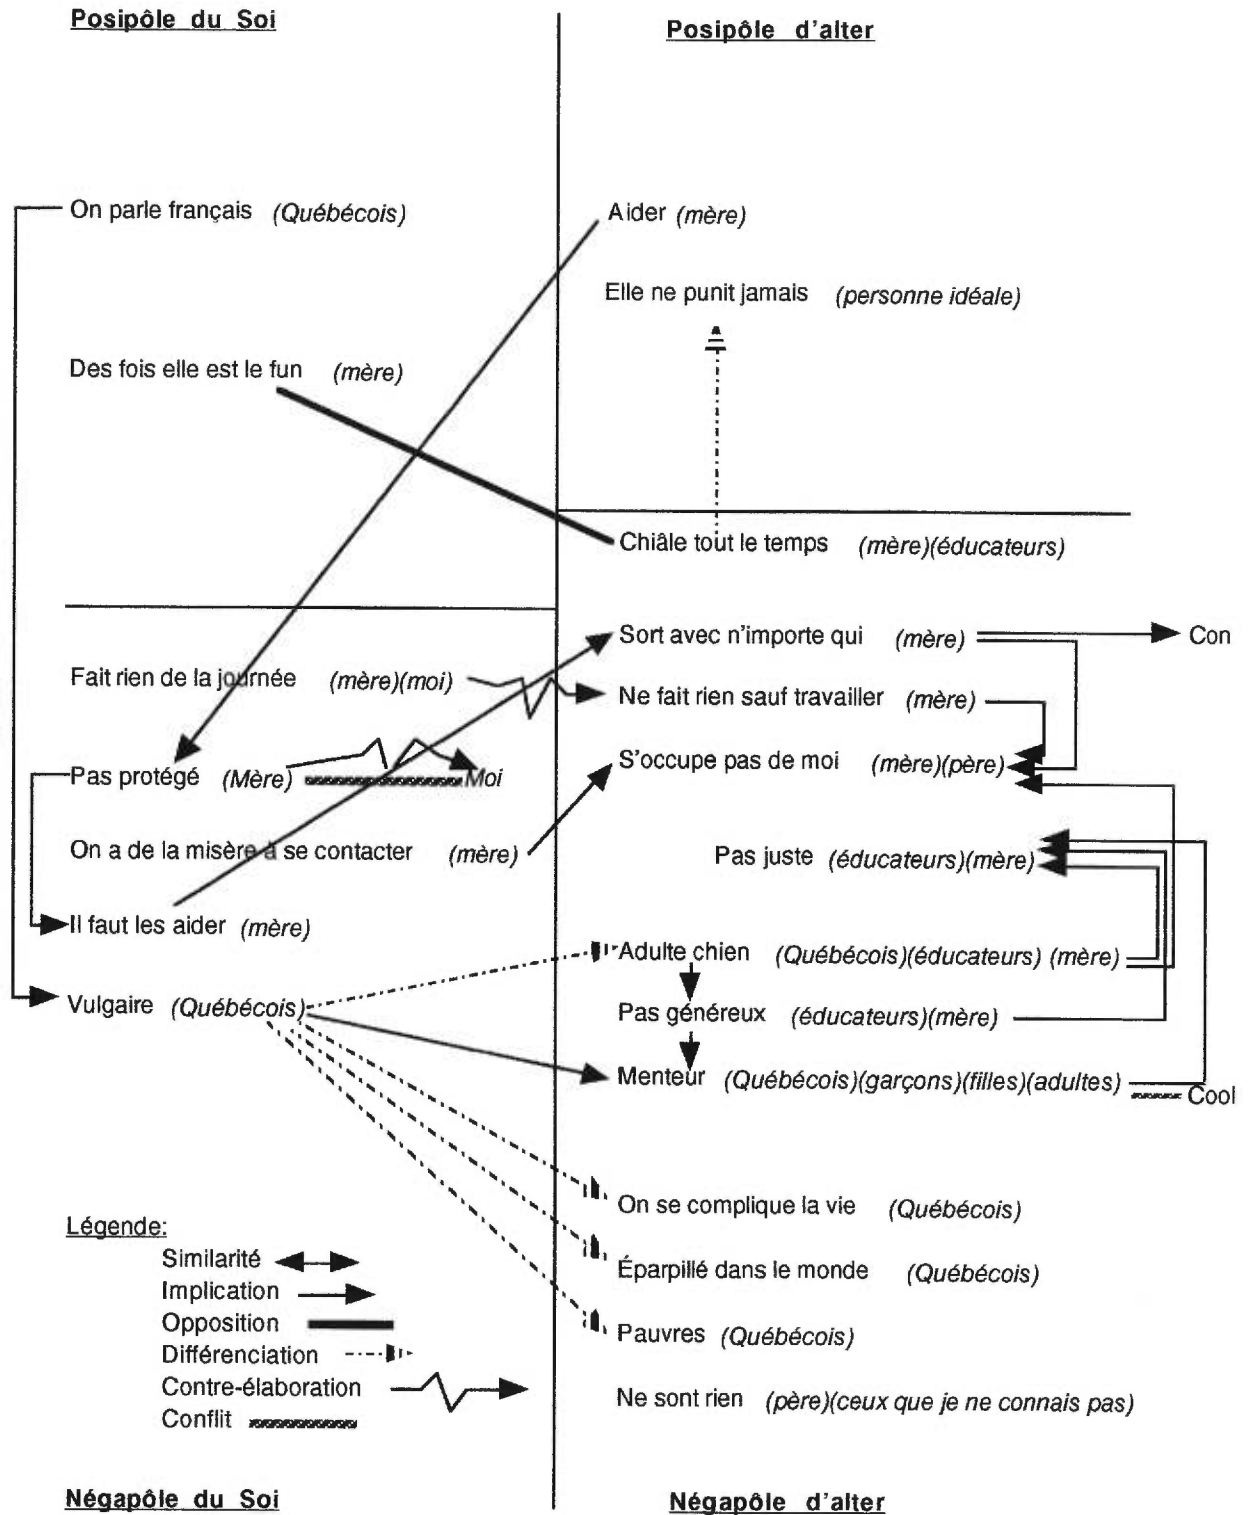 Posipôle du Soi
Posipôle d'alter
On parle français (Québécois)
Aider (mère)
Elle ne punit jamais (personne idéale)
Des fois elle est le fun (mère)
Chiâle tout le temps (mère)(éducateurs)
Sort avec n'importe qui (mère)
Con
Fait rien de la journée (mère)(moi)
Ne fait rien sauf travailler (mère)
Pas protégé (Mère)
Moi
S'occupe pas de moi (mère)(père)
On a de la misère à se contacter (mère)
Pas juste (éducateurs)(mère)
Il faut les aider (mère)
Adulte chien (Québécois)(éducateurs) (mère)
Vulgaire (Québécois)
Pas généreux (éducateurs)(mère)
Menteur (Québécois)(garçons)(filles)(adultes)
Cool
On se complique la vie (Québécois)
Éparpillé dans le monde (Québécois)
Pauvres (Québécois)
Ne sont rien (père)(ceux que je ne connais pas)
Légende:
Similarité
Implication
Opposition
Différenciation
Contre-élaboration
Conflit
Négapôle du Soi
Négapôle d'alter